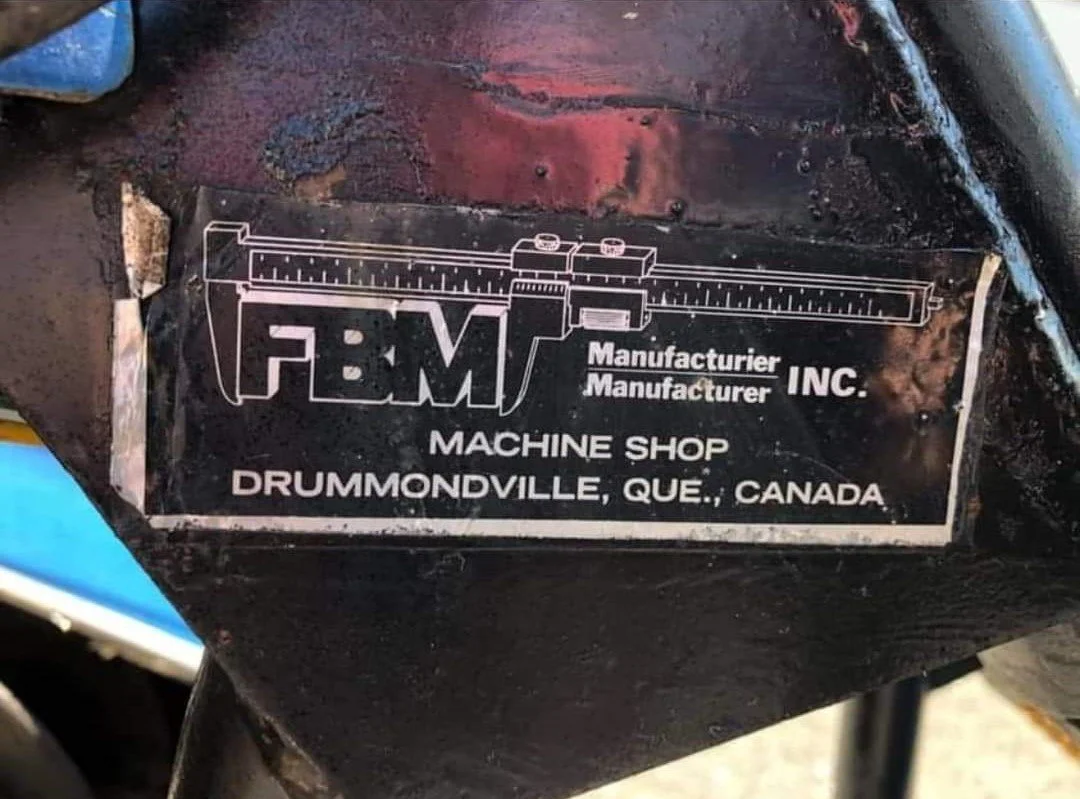 FBM
Manufacturier
Manufacturer INC.
MACHINE SHOP
DRUMMONDVILLE, QUE., CANADA